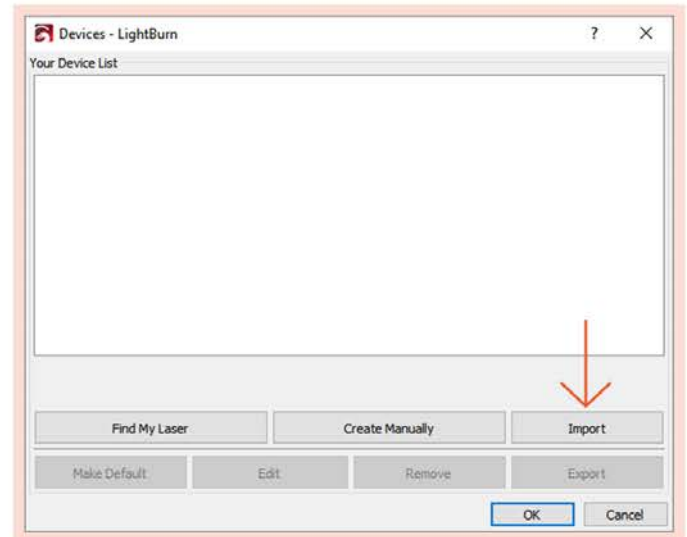 Devices - LightBurn ? X
Your Device List
Find My Laser Create Manually Import
Make Default Edit Remove Export
OK Cancel